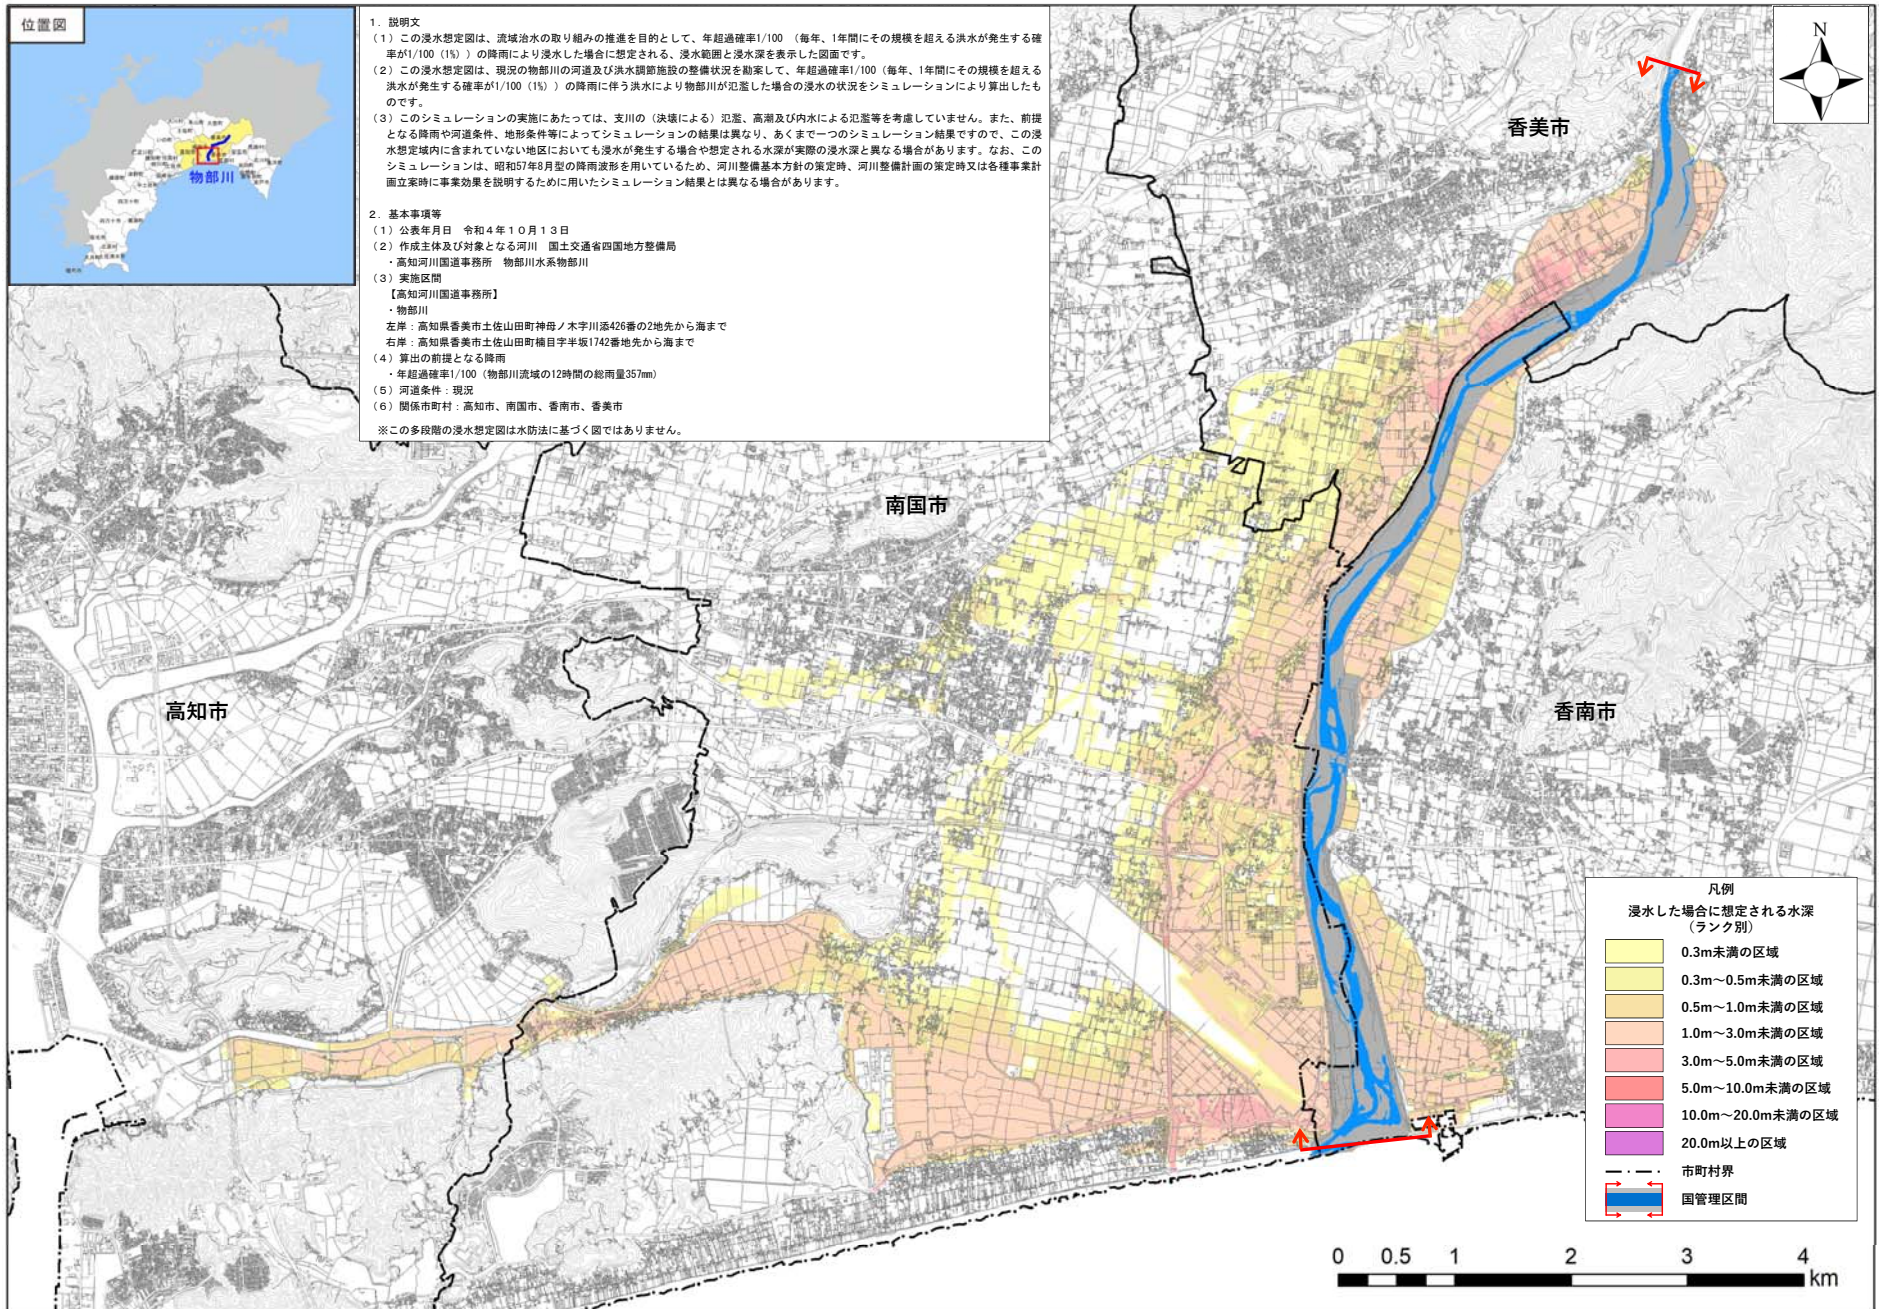 位置図
物部川
1．説明文
（1）この浸水想定図は、流域治水の取り組みの推進を目的として、年超過確率1/100 （毎年、1年間にその規模を超える洪水が発生する確
率が1/100（1%））の降雨により浸水した場合に想定される、浸水範囲と浸水深を表示した図面です。
（2）この浸水想定図は、現況の物部川の河道及び洪水調節施設の整備状況を勘案して、年超過確率1/100（毎年、1年間にその規模を超える
洪水が発生する確率が1/100（1%））の降雨に伴う洪水により物部川が氾濫した場合の浸水の状況をシミュレーションにより算出したも
のです。
（3）このシミュレーションの実施にあたっては、支川の（決壊による）氾濫、高潮及び内水による氾濫等を考慮していません。また、前提
となる降雨や河道条件、地形条件等によってシミュレーションの結果は異なり、あくまで一つのシミュレーション結果ですので、この浸
水想定域内に含まれていない地区においても浸水が発生する場合や想定される水深が実際の浸水深と異なる場合があります。なお、この
シミュレーションは、昭和57年8月型の降雨波形を用いているため、河川整備基本方針の策定時、河川整備計画の策定時又は各種事業計
画立案時に事業効果を説明するために用いたシミュレーション結果とは異なる場合があります。
2．基本事項等
（1）公表年月日　令和４年１０月１３日
（2）作成主体及び対象となる河川　国土交通省四国地方整備局
・高知河川国道事務所　物部川水系物部川
（3）実施区間
【高知河川国道事務所】
・物部川
左岸：高知県香美市土佐山田町神母ノ木字川添426番の2地先から海まで
右岸：高知県香美市土佐山田町楠目字半坂1742番地先から海まで
（4）算出の前提となる降雨
・年超過確率1/100（物部川流域の12時間の総雨量357mm）
（5）河道条件：現況
（6）関係市町村：高知市、南国市、香南市、香美市
※この多段階の浸水想定図は水防法に基づく図ではありません。
N
香美市
南国市
高知市
香南市
凡例
浸水した場合に想定される水深
（ランク別）
0.3m未満の区域
0.3m～0.5m未満の区域
0.5m～1.0m未満の区域
1.0m～3.0m未満の区域
3.0m～5.0m未満の区域
5.0m～10.0m未満の区域
10.0m～20.0m未満の区域
20.0m以上の区域
市町村界
国管理区間
0 0.5 1 2 3 4
km